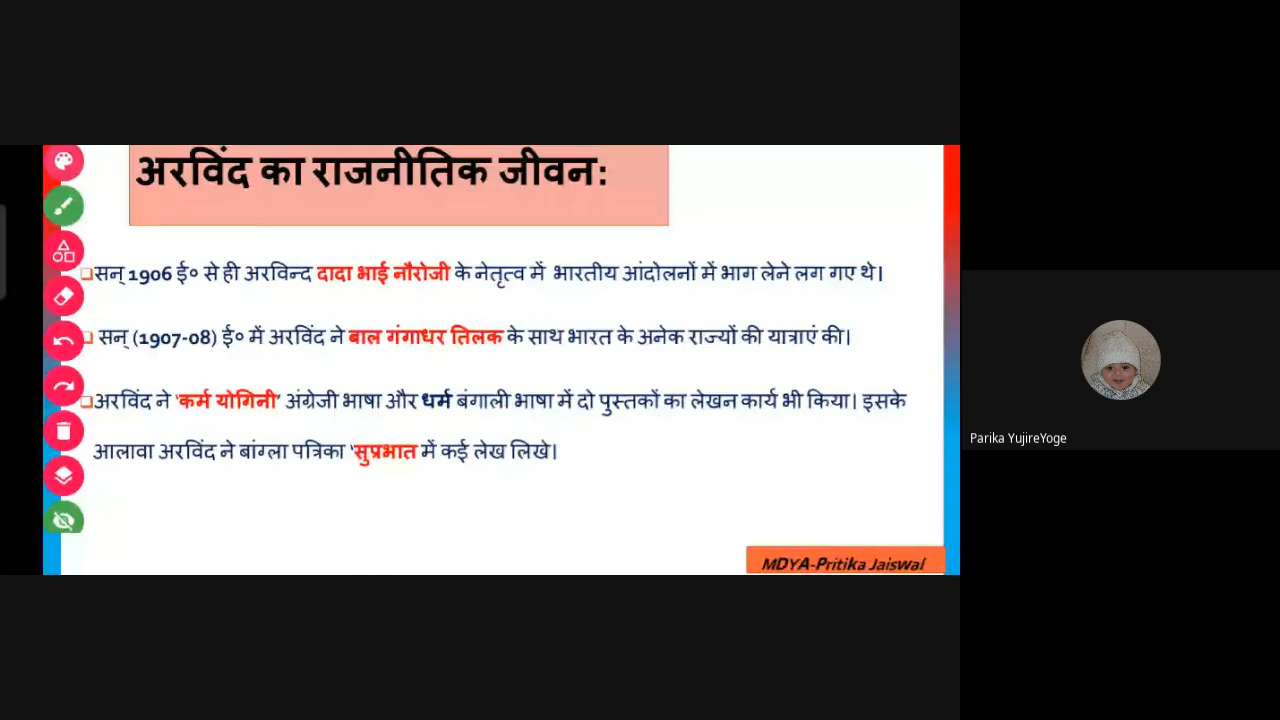 अरविंद का राजनीतिक जीवन:
सन् 1906 ई० से ही अरविन्द दादा भाई नौरोजी के नेतृत्व में भारतीय आंदोलनों में भाग लेने लग गए थे।
सन् (1907-08) ई० में अरविंद ने बाल गंगाधर तिलक के साथ भारत के अनेक राज्यों की यात्राएं की।
अरविंद ने 'कर्म योगिनी' अंग्रेजी भाषा और धर्म बंगाली भाषा में दो पुस्तकों का लेखन कार्य भी किया। इसके
आलावा अरविंद ने बांग्ला पत्रिका 'सुप्रभात में कई लेख लिखे।
MDYA-Pritika Jaiswal
Parika YujireYoge